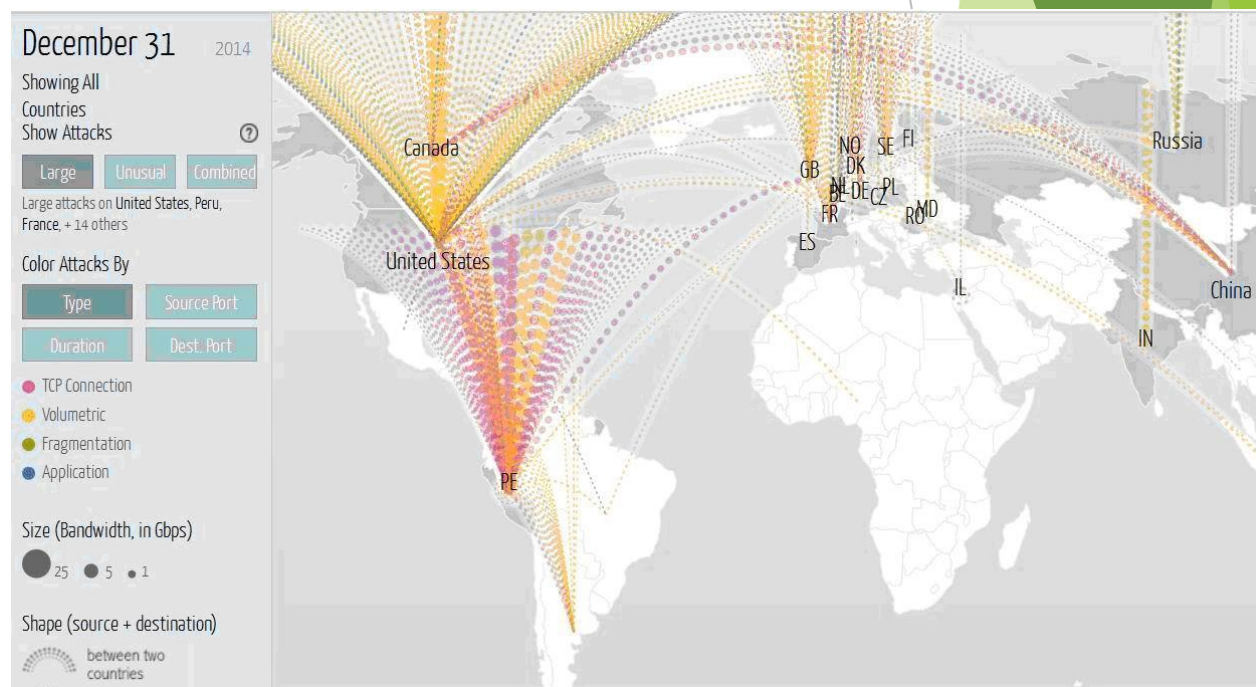 December 31 2014
Showing All
Countries
Show Attacks ?
Large Unusual Combined
Large attacks on United States, Peru,
France, + 14 others
Color Attacks By
Type Source Port
Duration Dest. Port
TCP Connection
Volumetric
Fragmentation
Application
Size (Bandwidth, in Gbps)
25 5 1
Shape (source + destination)
between two
countries
Canada
United States
PE
GB
NO
SE
FI
DK
NL
BE
DE
CZ
PL
FR
RO
MD
ES
IL
Russia
China
IN